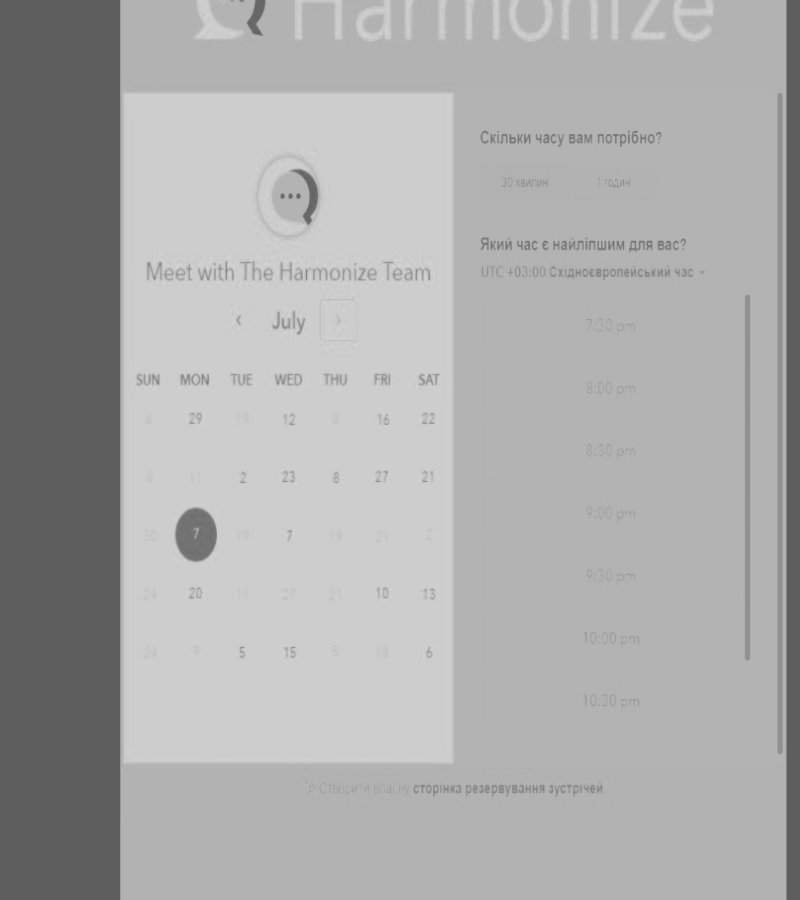 Harmonize
Meet with The Harmonize Team
‹ July ›
SUN MON TUE WED THU FRI SAT
29 19 12 6 16 22
11 2 23 8 27 21
30 7 19 7 19 21 2
24 20 11 27 21 10 13
24 9 5 15 5 18 6
Скільки часу вам потрібно?
30 хвилин 1 годин
Який час є найліпшим для вас?
UTC +03:00 Східноєвропейський час
7:30 pm
8:00 pm
8:30 pm
9:00 pm
9:30 pm
10:00 pm
10:30 pm
Створити власну сторінка резервування зустрічей